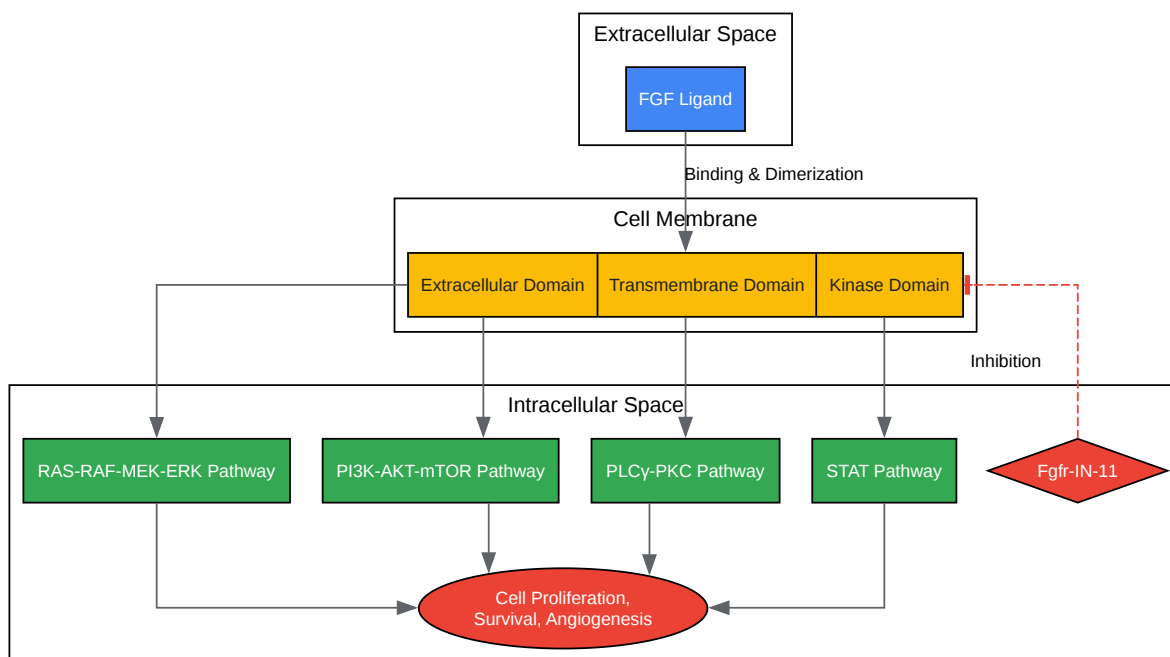 Extracellular Space
FGF Ligand
Binding & Dimerization
Cell Membrane
Extracellular Domain
Transmembrane Domain
Kinase Domain
Inhibition
Intracellular Space
RAS-RAF-MEK-ERK Pathway
PI3K-AKT-mTOR Pathway
PLCγ-PKC Pathway
STAT Pathway
Fgfr-IN-11
Cell Proliferation,
Survival, Angiogenesis